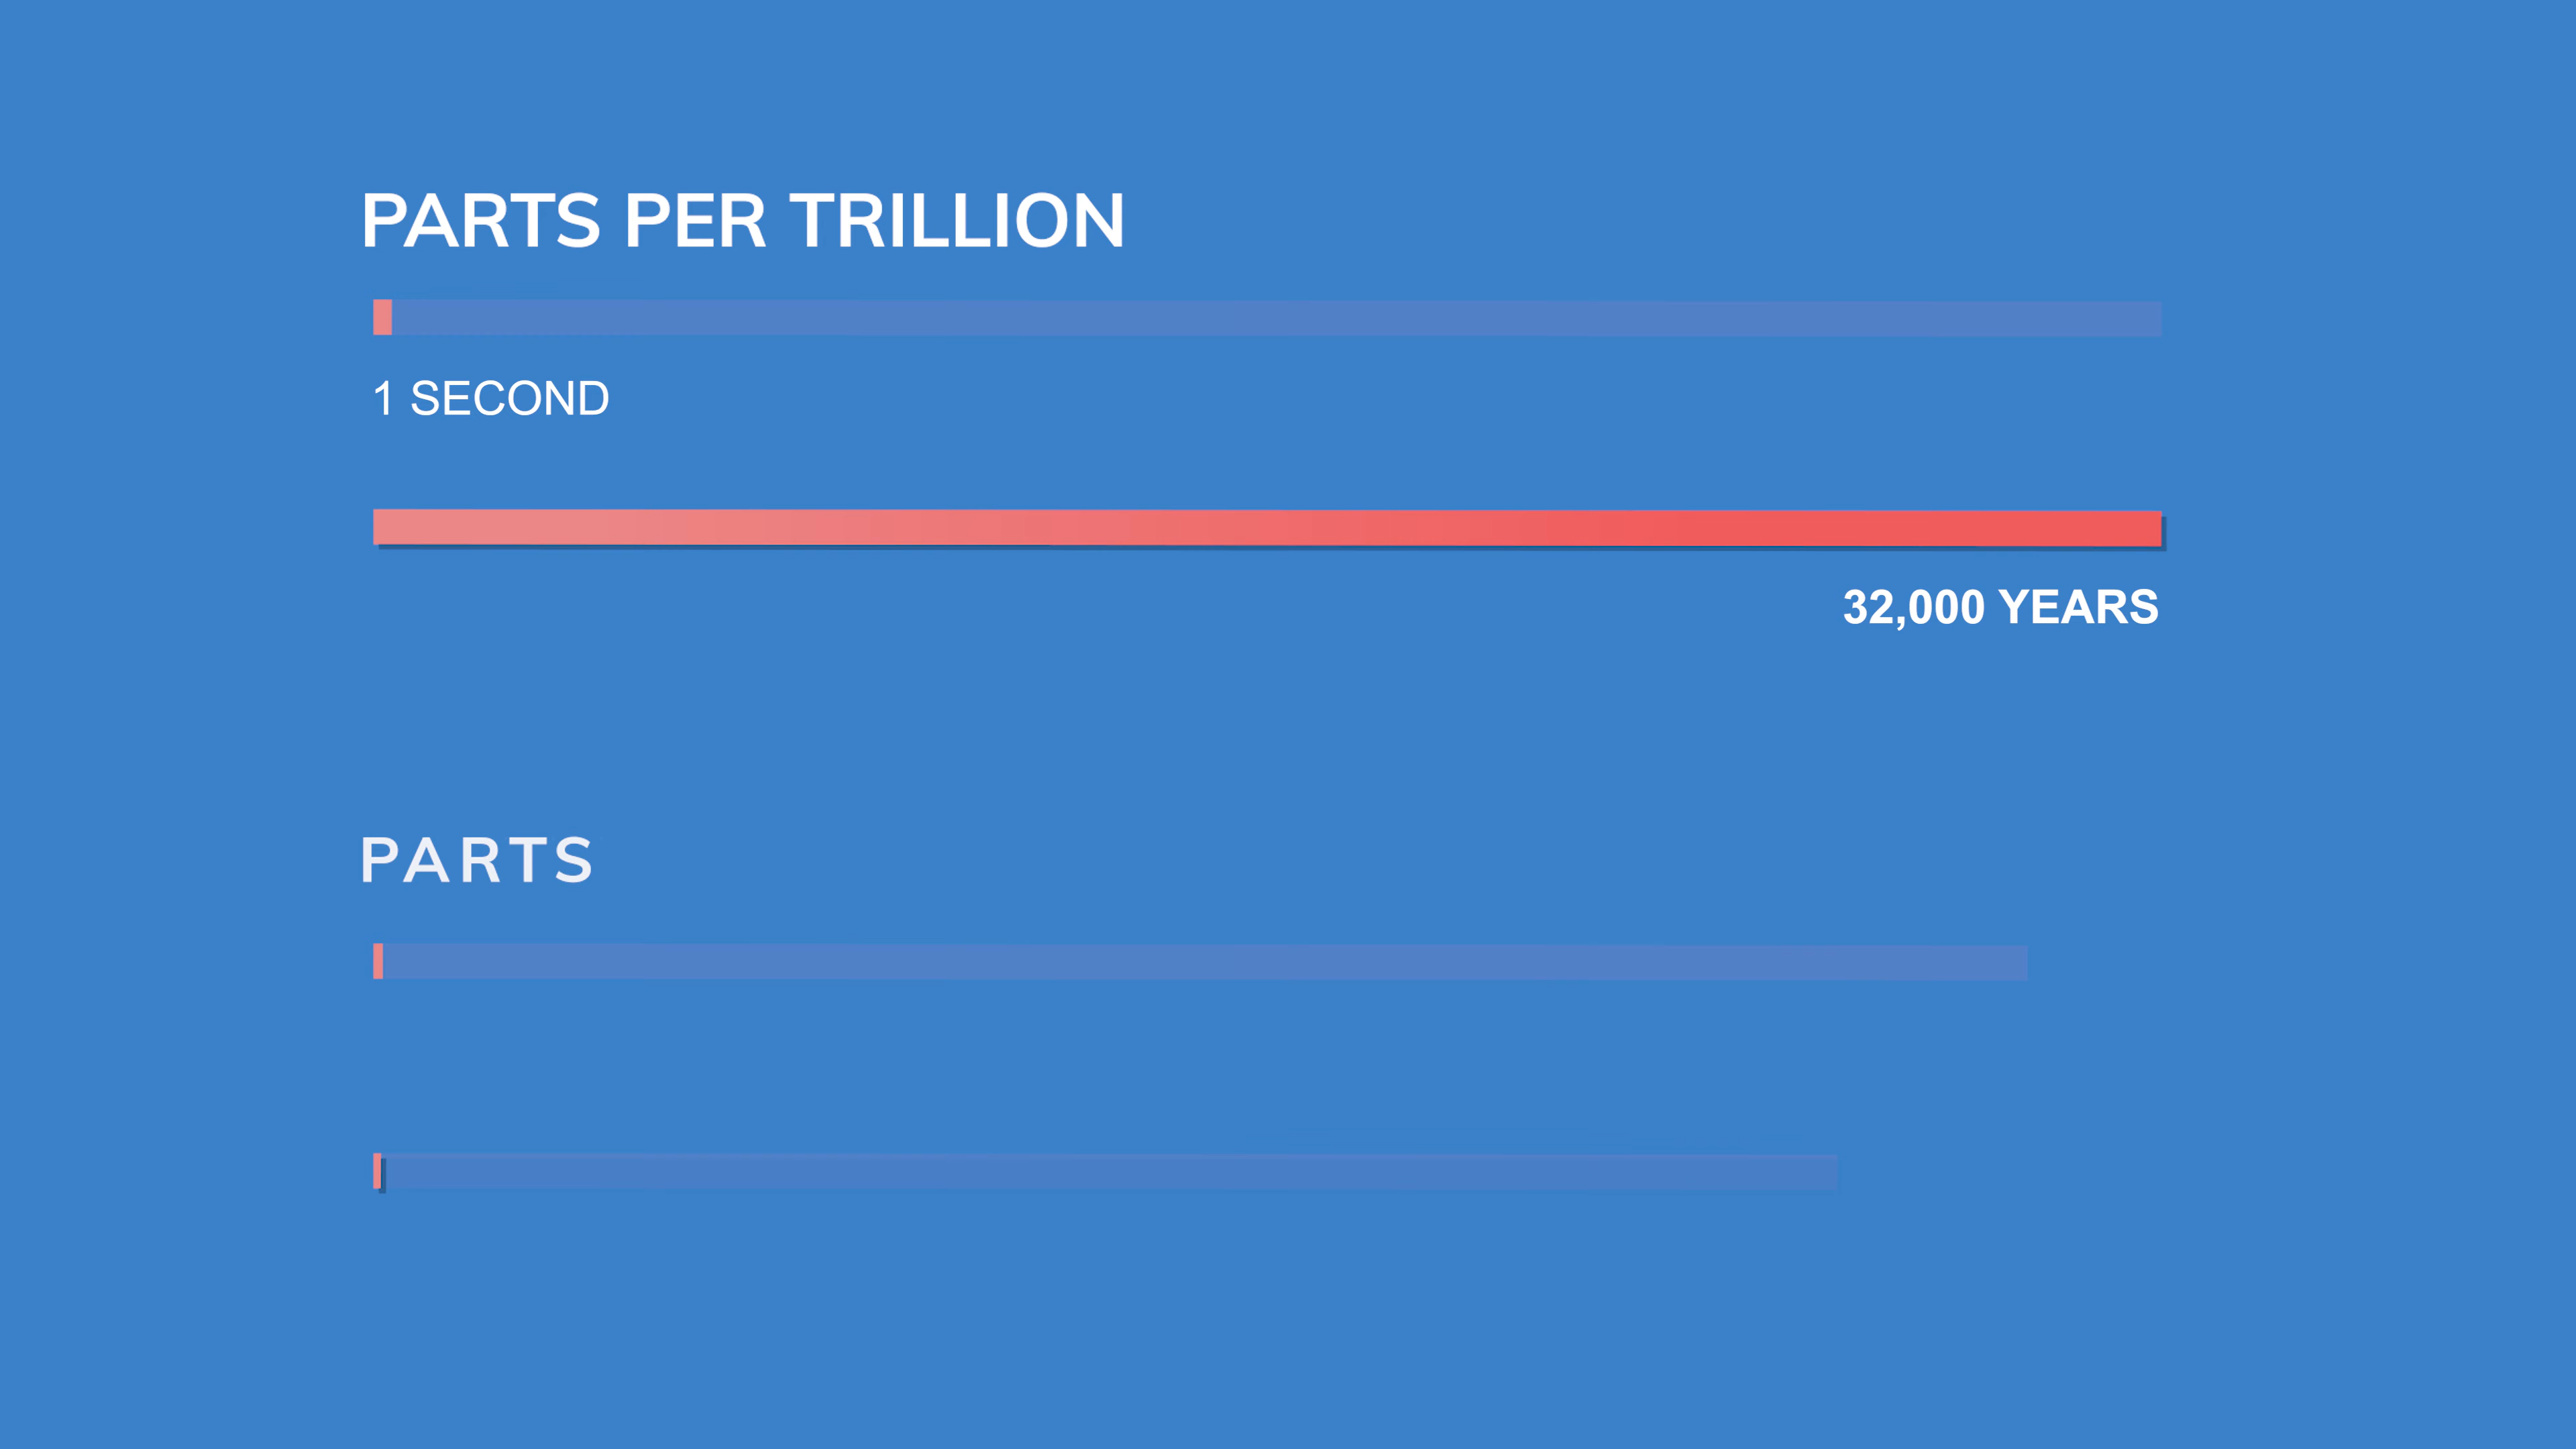 PARTS PER TRILLION
1 SECOND
32,000 YEARS
PARTS